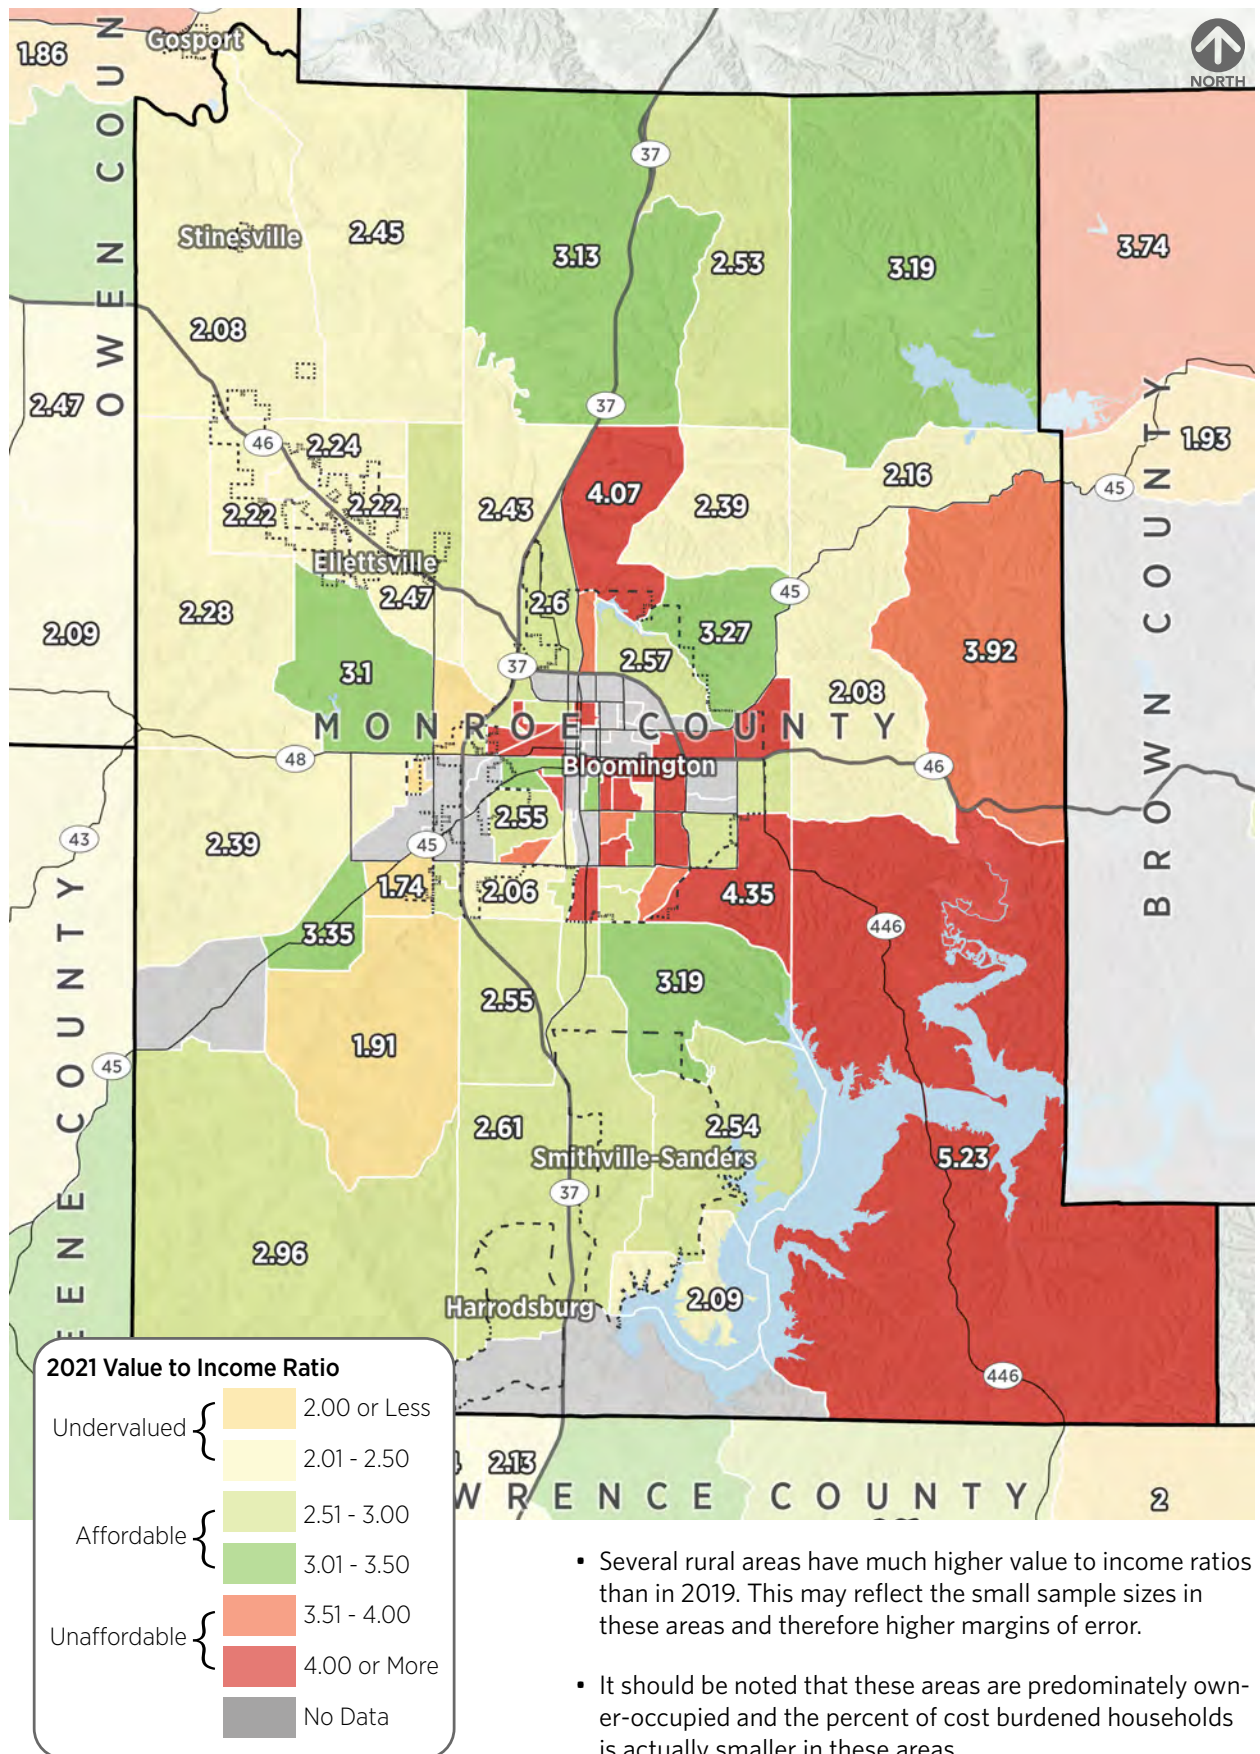 Gosport
1.86
NORTH
OWEN COUN
37
Stinesville
2.45
3.13
2.53
3.19
3.74
2.08
2.47
37
46
2.24
1.93
2.16
45
2.22
2.22
2.43
4.07
2.39
Ellettsville
2.28
2.47
2.6
45
3.27
2.09
3.1
37
2.57
3.92
2.08
MONROE COUNTY
BROWN COUNTY
48
Bloomington
46
43
2.39
2.55
45
1.74
2.06
4.35
3.35
446
2.55
3.19
1.91
45
2.61
2.54
Smithville-Sanders
5.23
37
2.96
2.09
Harrodsburg
EENE COUNTY
446
2.13
WRENCE COUNTY
2
2021 Value to Income Ratio
Undervalued
2.00 or Less
2.01 - 2.50
Affordable
2.51 - 3.00
3.01 - 3.50
Unaffordable
3.51 - 4.00
4.00 or More
No Data
• Several rural areas have much higher value to income ratios
than in 2019. This may reflect the small sample sizes in
these areas and therefore higher margins of error.
• It should be noted that these areas are predominately own-
er-occupied and the percent of cost burdened households
is actually smaller in these areas